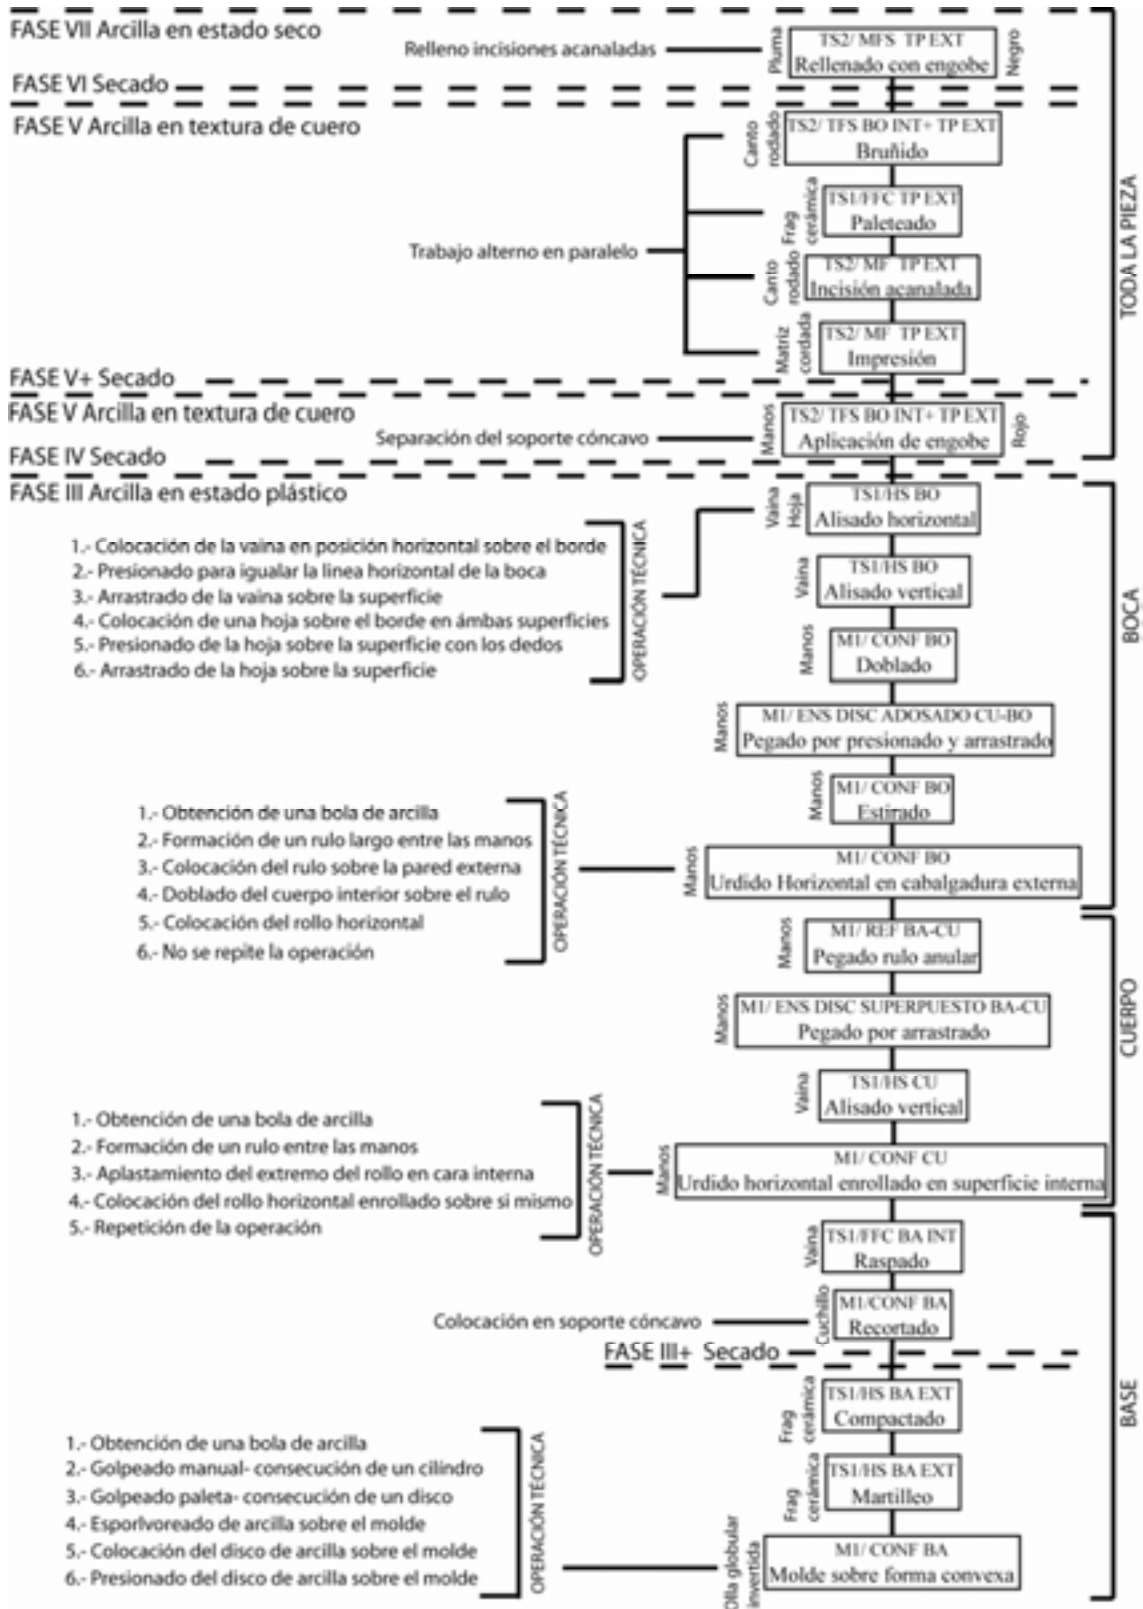 FASE VII Arcilla en estado seco
Relleno incisiones acanaladas
Pluma
TS2/ MFS TP EXT
Rellenado con engobe
Negro
FASE VI Secado
FASE V Arcilla en textura de cuero
Canto
rodado
TS2/ TFS BO INT+ TP EXT
Bruñido
Frag
cerámica
TS1/FFC TP EXT
Paleteado
Trabajo alterno en paralelo
Canto
rodado
TS2/ MF TP EXT
Incisión acanalada
Matriz
cordada
TS2/ MF TP EXT
Impresión
TODA LA PIEZA
FASE V+ Secado
FASE V Arcilla en textura de cuero
Separación del soporte cóncavo
Manos
TS2/ TFS BO INT+ TP EXT
Aplicación de engobe
Rojo
FASE IV Secado
FASE III Arcilla en estado plástico
Vaina
Hoja
TS1/HS BO
Alisado horizontal
1.- Colocación de la vaina en posición horizontal sobre el borde
2.- Presionado para igualar la linea horizontal de la boca
3.- Arrastrado de la vaina sobre la superficie
4.- Colocación de una hoja sobre el borde en ámbas superficies
5.- Presionado de la hoja sobre la superficie con los dedos
6.- Arrastrado de la hoja sobre la superficie
OPERACIÓN TÉCNICA
Vaina
TS1/HS BO
Alisado vertical
Manos
M1/ CONF BO
Doblado
BOCA
Manos
M1/ ENS DISC ADOSADO CU-BO
Pegado por presionado y arrastrado
Manos
M1/ CONF BO
Estirado
1.- Obtención de una bola de arcilla
2.- Formación de un rulo largo entre las manos
3.- Colocación del rulo sobre la pared externa
4.- Doblado del cuerpo interior sobre el rulo
5.- Colocación del rollo horizontal
6.- No se repite la operación
OPERACIÓN TÉCNICA
Manos
M1/ CONF BO
Urdido Horizontal en cabalgadura externa
Manos
M1/ REF BA-CU
Pegado rulo anular
Manos
M1/ ENS DISC SUPERPUESTO BA-CU
Pegado por arrastrado
CUERPO
Vaina
TS1/HS CU
Alisado vertical
1.- Obtención de una bola de arcilla
2.- Formación de un rulo entre las manos
3.- Aplastamiento del extremo del rollo en cara interna
4.- Colocación del rollo horizontal enrollado sobre si mismo
5.- Repetición de la operación
OPERACIÓN TÉCNICA
Manos
M1/ CONF CU
Urdido horizontal enrollado en superficie interna
Vaina
TS1/FFC BA INT
Raspado
Colocación en soporte cóncavo
Cuchillo
M1/CONF BA
Recortado
FASE III+ Secado
Frag
cerámica
TS1/HS BA EXT
Compactado
BASE
Frag
cerámica
TS1/HS BA EXT
Martilleo
1.- Obtención de una bola de arcilla
2.- Golpeado manual- consecución de un cilíndro
3.- Golpeado paleta- consecución de un disco
4.- Esporlvoreado de arcilla sobre el molde
5.- Colocación del disco de arcilla sobre el molde
6.- Presionado del disco de arcilla sobre el molde
OPERACIÓN TÉCNICA
Olla globular
invertida
M1/ CONF BA
Molde sobre forma convexa